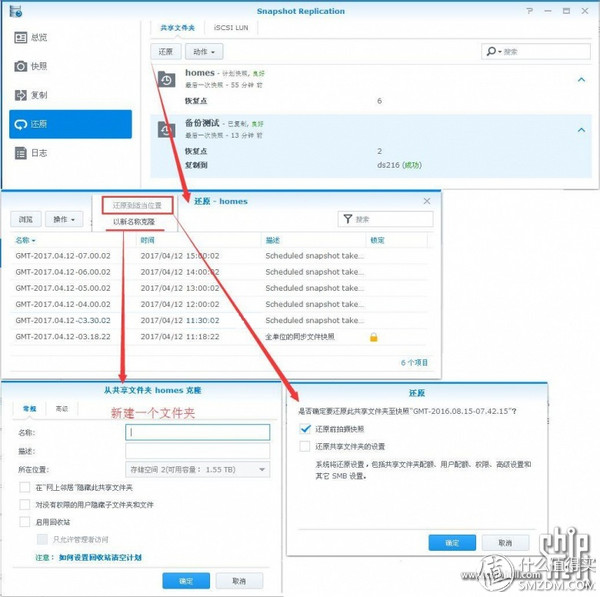 Snapshot Replication
总览
快照
复制
还原
日志
共享文件夹 iSCSI LUN
还原 动作 搜索
homes - 计划快照, 良好
最后一次快照 - 55 分钟 前
恢复点 6
备份测试 - 已复制, 良好
最后一次快照 - 13 分钟 前
恢复点 2
复制到 ds216 (成功)
还原 - homes
浏览 操作 还原到适当位置 搜索
以新名称克隆
名称 时间 描述 锁定
GMT-2017.04.12-07.00.02 2017/04/12 15:00:02 Scheduled snapshot take...
GMT-2017.04.12-06.00.02 2017/04/12 14:00:02 Scheduled snapshot take...
GMT-2017.04.12-05.00.02 2017/04/12 13:00:02 Scheduled snapshot take...
GMT-2017.04.12-04.00.02 2017/04/12 12:00:02 Scheduled snapshot take...
GMT-2017.04.12-03.30.02 2017/04/12 11:30:02 Scheduled snapshot take...
GMT-2017.04.12-03.18.22 2017/04/12 11:18:22 全单位的同步文件快照
6 个项目
从共享文件夹 homes 克隆
常规 高级
新建一个文件夹
名称:
描述:
所在位置: 存储空间 2(可用容量: 1.55 TB)
在"网上邻居"隐藏此共享文件夹
对没有权限的用户隐藏子文件夹和文件
启用回收站
只允许管理者访问
注意: 如何设置回收站清空计划
确定 取消
还原
是否确定要还原此共享文件夹至快照"GMT-2016.08.15-07.42.15"?
还原前拍摄快照
还原共享文件夹的设置
系统将还原设置，包括共享文件夹配额、用户配额、权限、高级设置和
其它 SMB 设置。
确定 取消
值 什么值得买
SMZDM.COM